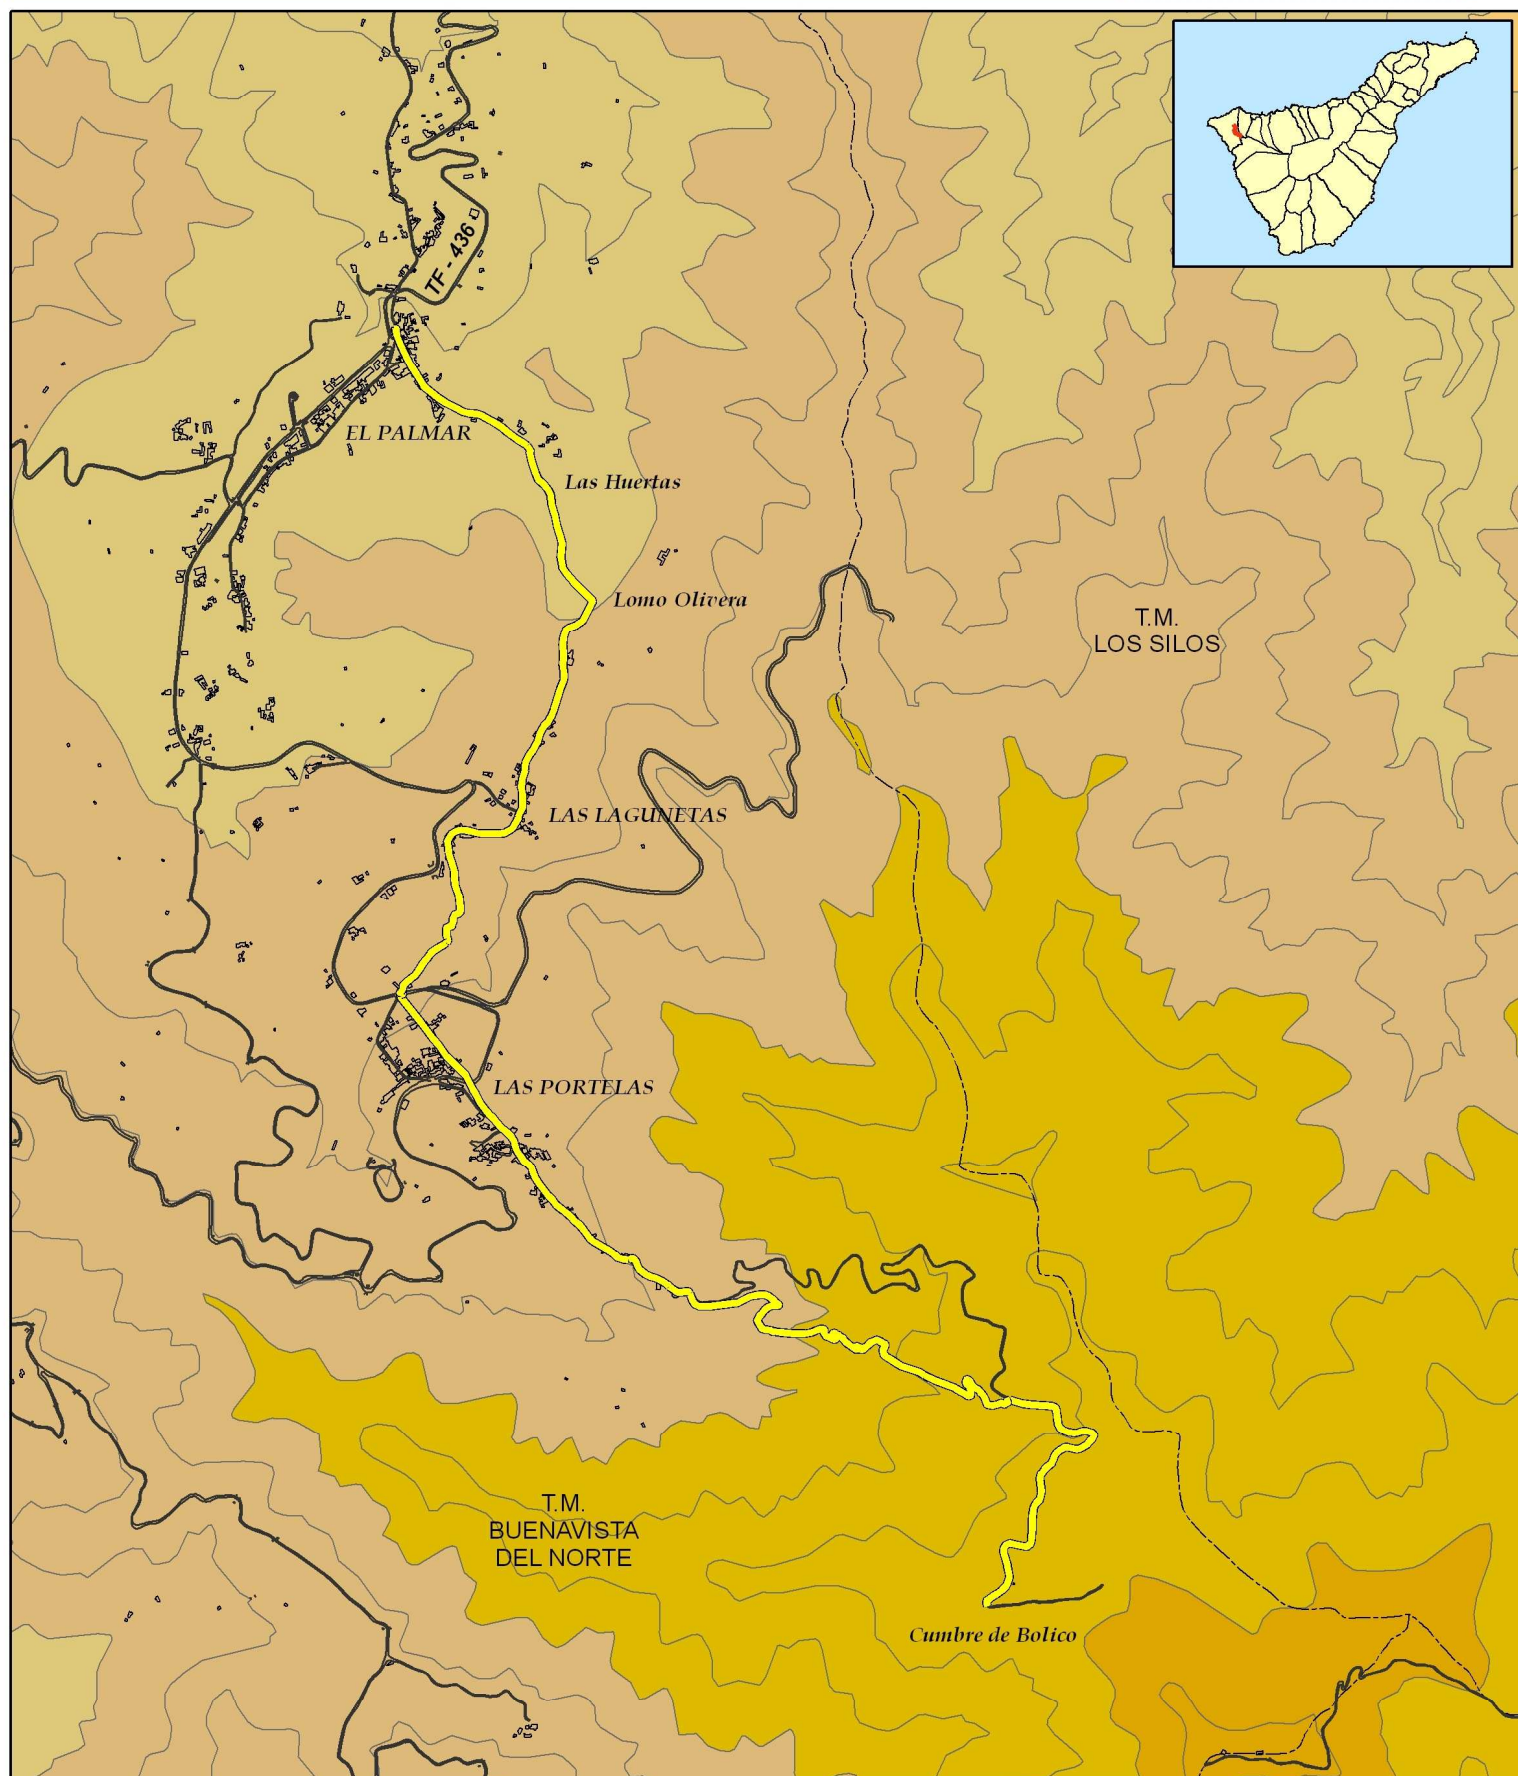 TF - 436
EL PALMAR
Las Huertas
Lomo Olivera
T.M.
LOS SILOS
LAS LAGUNETAS
LAS PORTELAS
T.M.
BUENAVISTA
DEL NORTE
Cumbre de Bolico